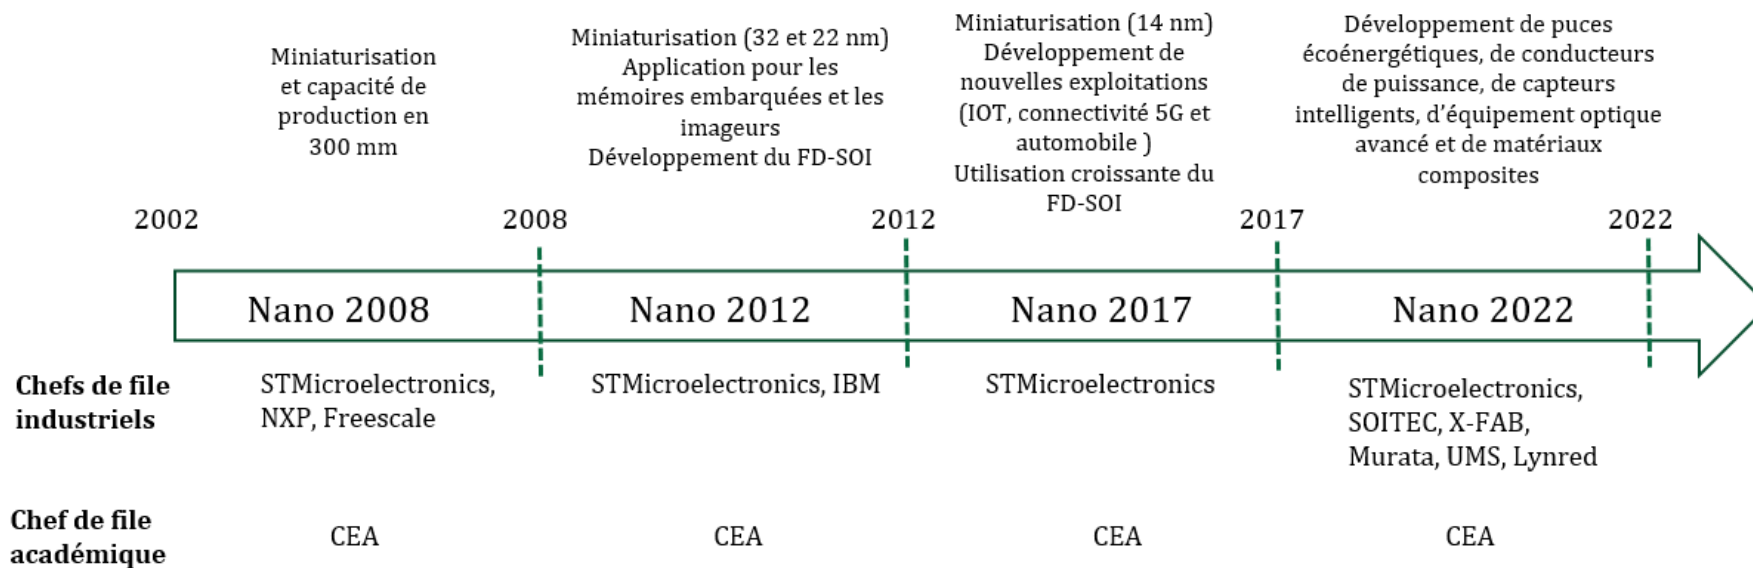 Miniaturisation
et capacité de
production en
300 mm
Miniaturisation (32 et 22 nm)
Application pour les
mémoires embarquées et les
imageurs
Développement du FD-SOI
Miniaturisation (14 nm)
Développement de
nouvelles exploitations
(IOT, connectivité 5G et
automobile )
Utilisation croissante du
FD-SOI
Développement de puces
écoénergétiques, de conducteurs
de puissance, de capteurs
intelligents, d'équipement optique
avancé et de matériaux
composites
2002
2008
2012
2017
2022
Nano 2008
Nano 2012
Nano 2017
Nano 2022
Chefs de file
industriels
STMicroelectronics,
NXP, Freescale
STMicroelectronics, IBM
STMicroelectronics
STMicroelectronics,
SOITEC, X-FAB,
Murata, UMS, Lynred
Chef de file
académique
CEA
CEA
CEA
CEA